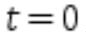 t = 0